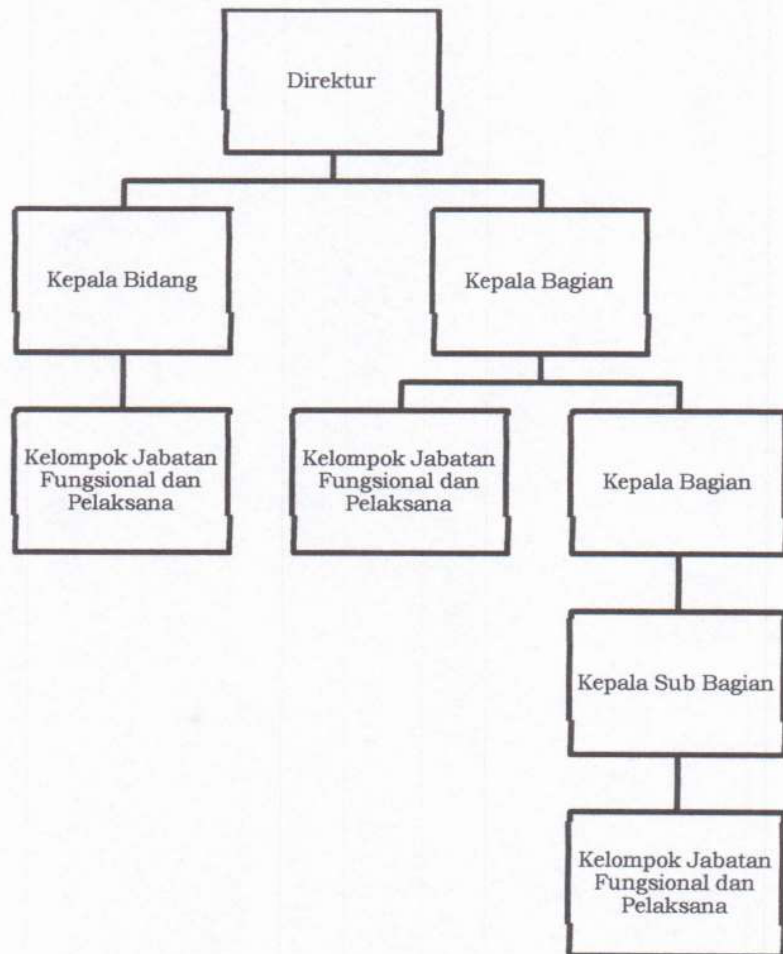 Direktur
Kepala Bidang
Kepala Bagian
Kelompok Jabatan
Fungsional dan
Pelaksana
Kelompok Jabatan
Fungsional dan
Pelaksana
Kepala Bagian
Kepala Sub Bagian
Kelompok Jabatan
Fungsional dan
Pelaksana